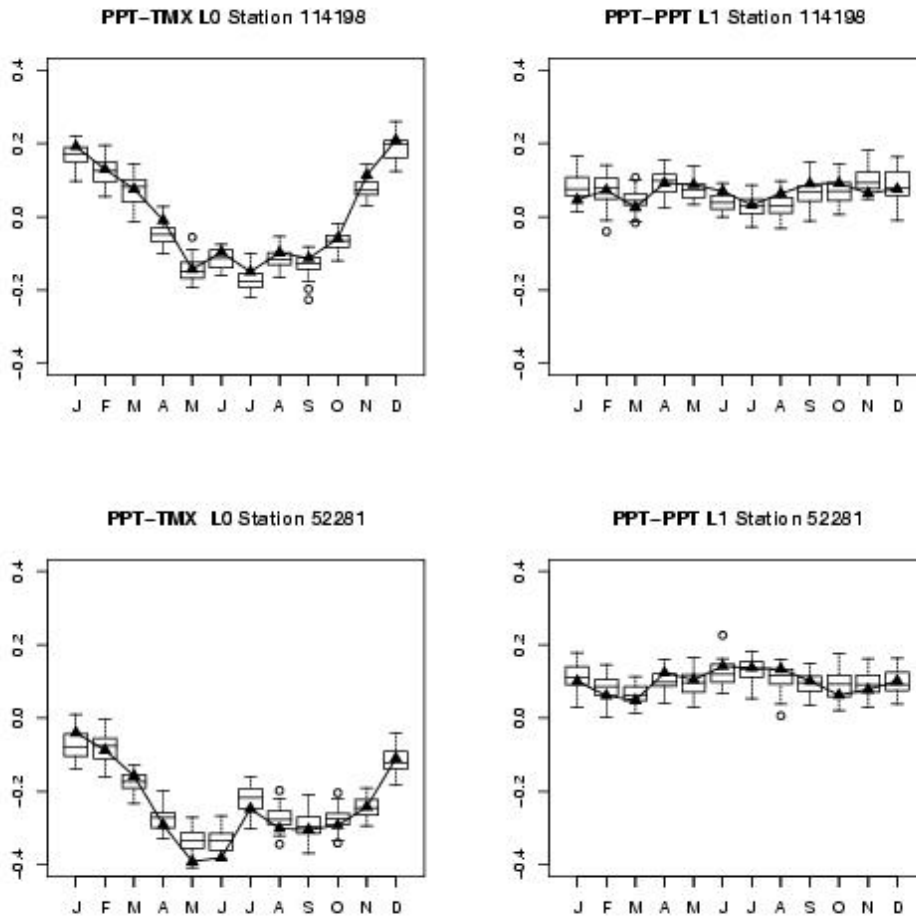 PPT-TMX L0 Station 114198
0.4
0.2
0.0
-0.2
-0.4
J F M A M J J A S O N D
PPT-PPT L1 Station 114198
0.4
0.2
0.0
-0.2
-0.4
J F M A M J J A S O N D
PPT-TMX L0 Station 52281
0.4
0.2
0.0
-0.2
-0.4
J F M A M J J A S O N D
PPT-PPT L1 Station 52281
0.4
0.2
0.0
-0.2
-0.4
J F M A M J J A S O N D